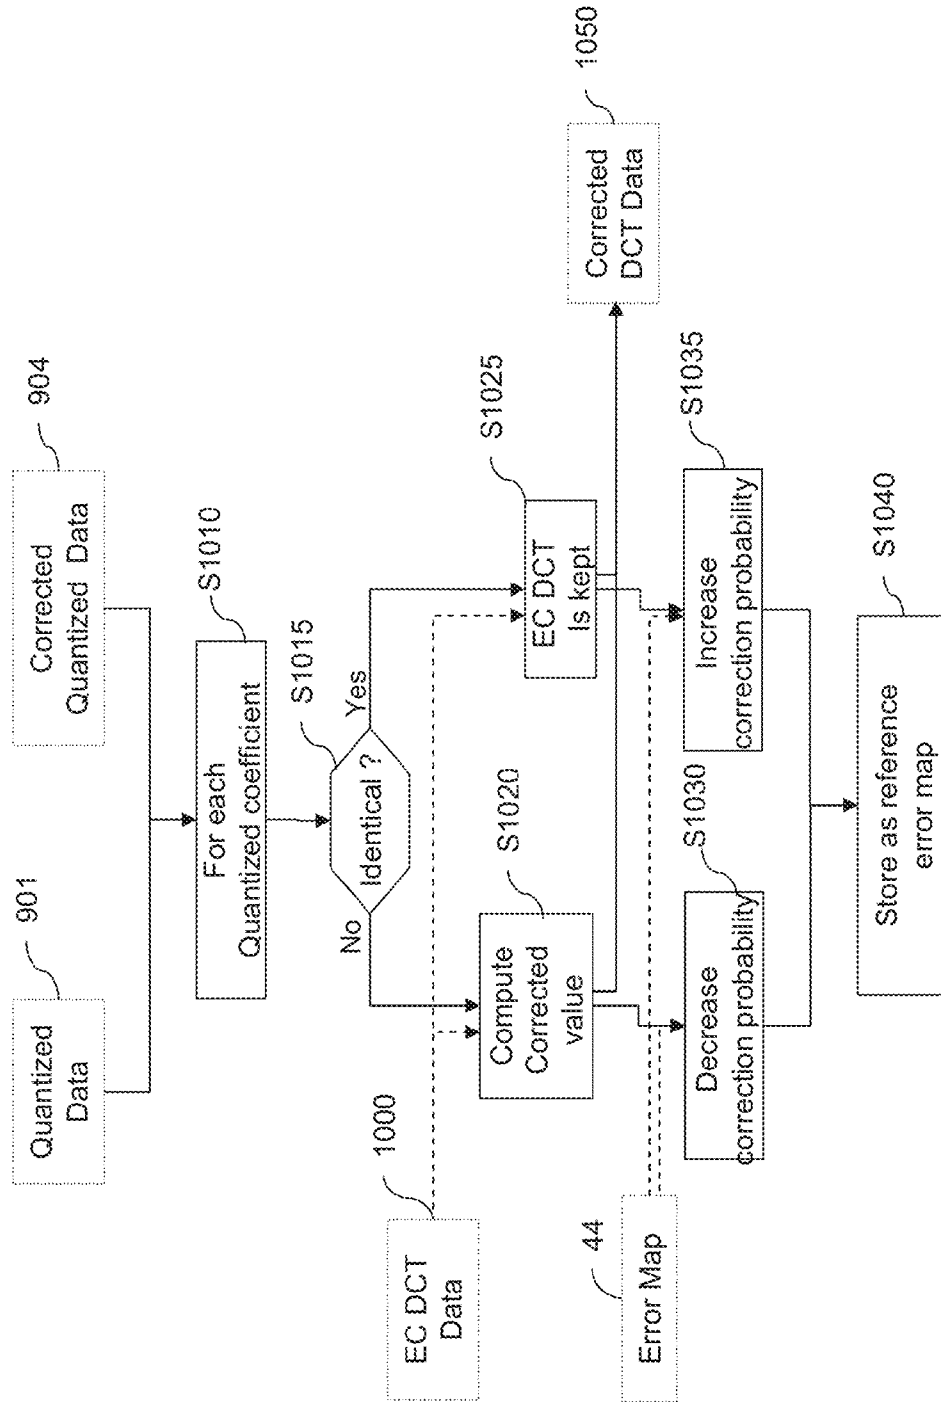 901
Quantized
Data
904
Corrected
Quantized Data
S1010
For each
Quantized coefficient
S1015
Identical ?
No
Yes
1000
EC DCT
Data
S1020
Compute
Corrected
value
S1025
EC DCT
Is kept
1050
Corrected
DCT Data
44
Error Map
S1030
Decrease
correction probability
S1035
Increase
correction probability
S1040
Store as reference
error map